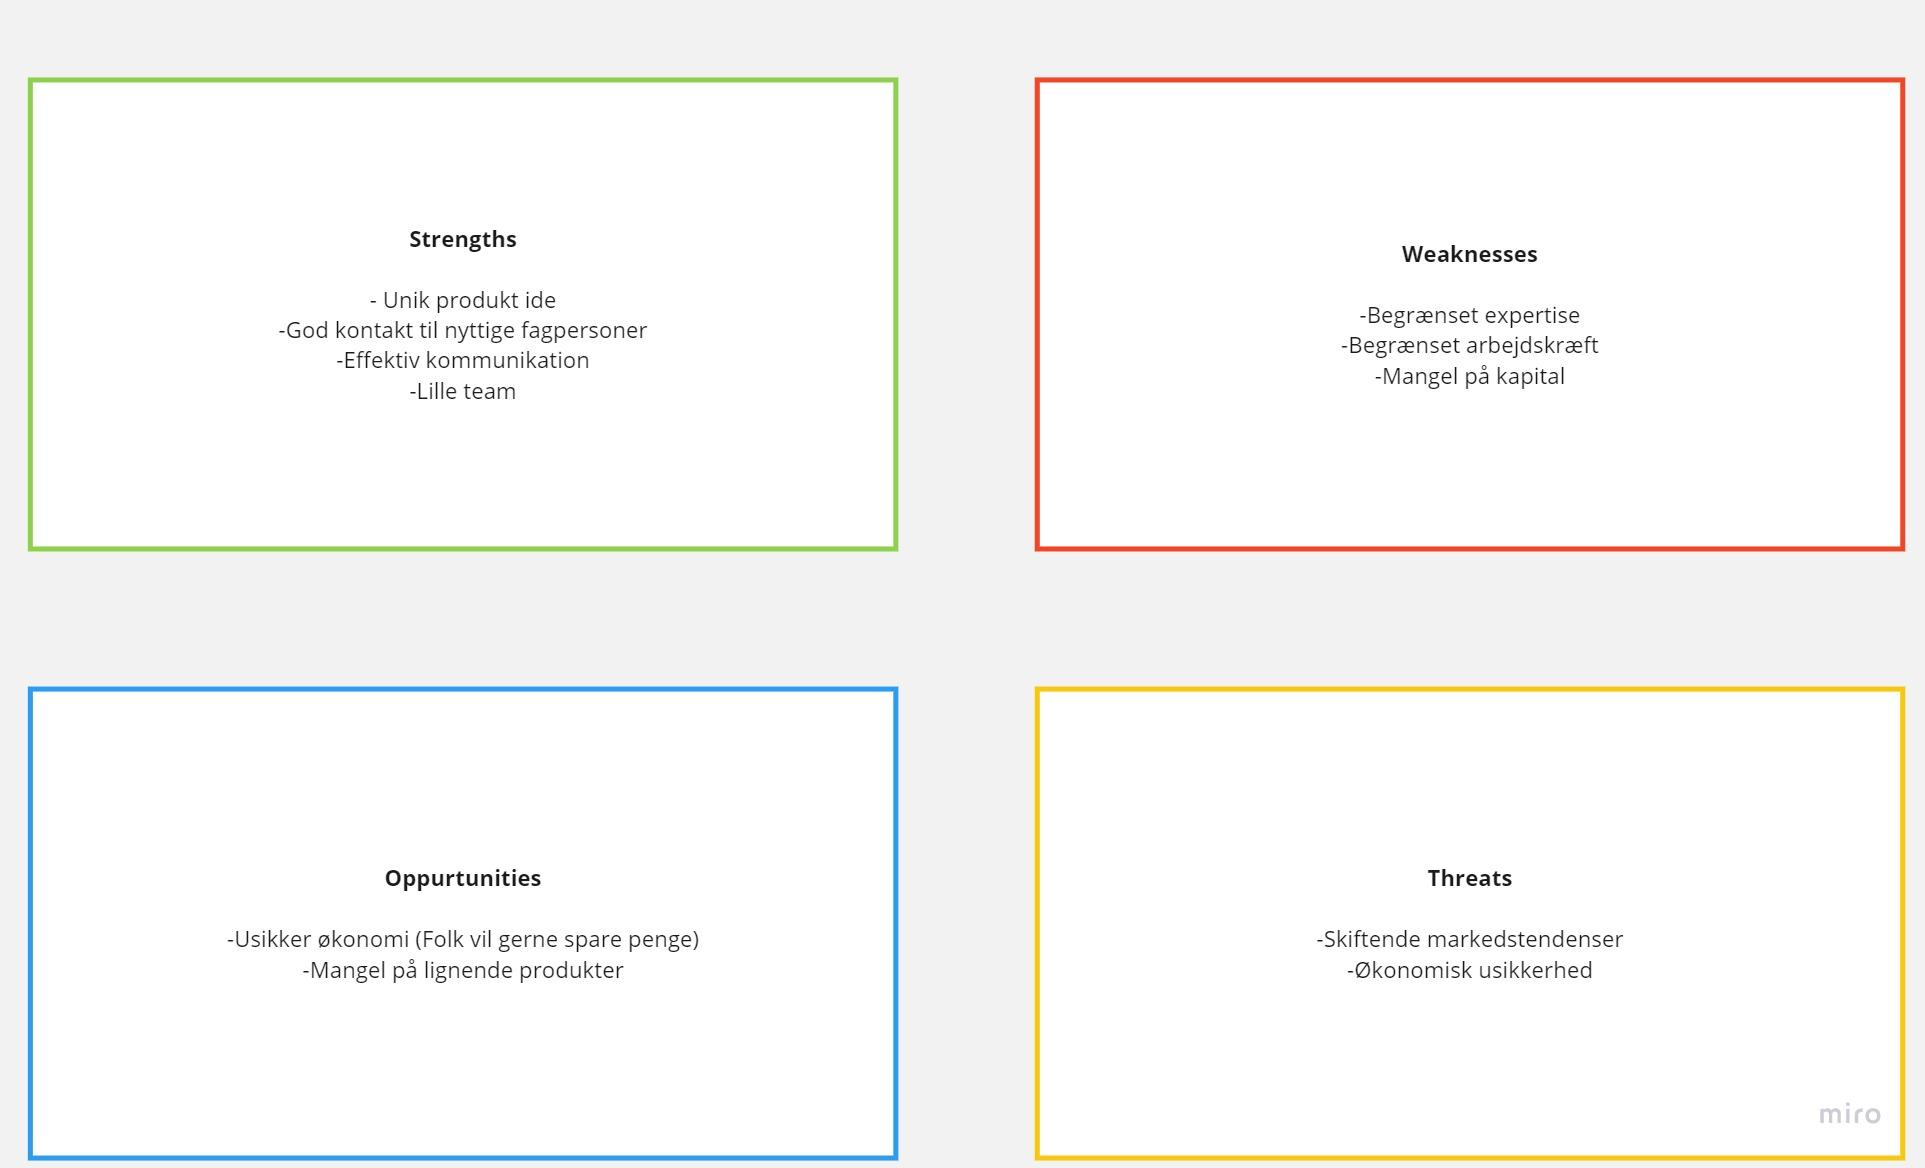 Strengths
- Unik produkt ide
-God kontakt til nyttige fagpersoner
-Effektiv kommunikation
-Lille team
Weaknesses
-Begrænset expertise
-Begrænset arbejdskræft
-Mangel på kapital
Oppurtunities
-Usikker økonomi (Folk vil gerne spare penge)
-Mangel på lignende produkter
Threats
-Skiftende markedstendenser
-Økonomisk usikkerhed
miro